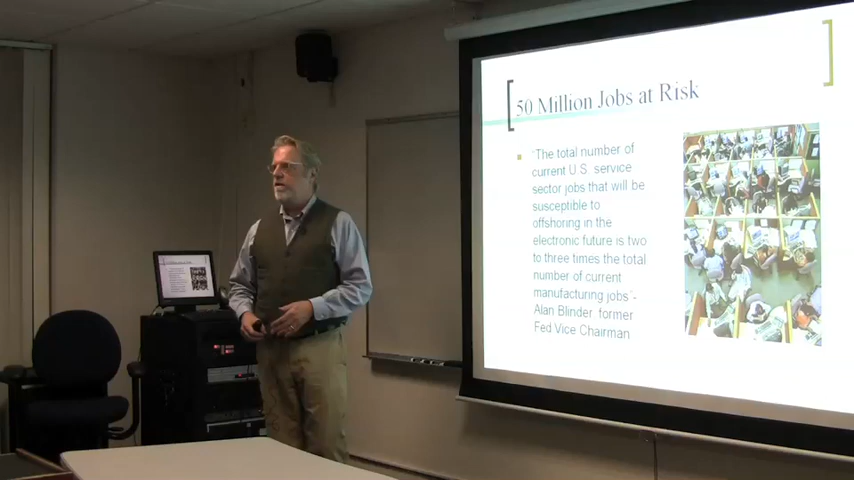 50 Million Jobs at Risk
"The total number of
current U.S. service
sector jobs that will be
susceptible to
offshoring in the
electronic future is two
to three times the total
number of current
manufacturing jobs"-
Alan Blinder former
Fed Vice Chairman